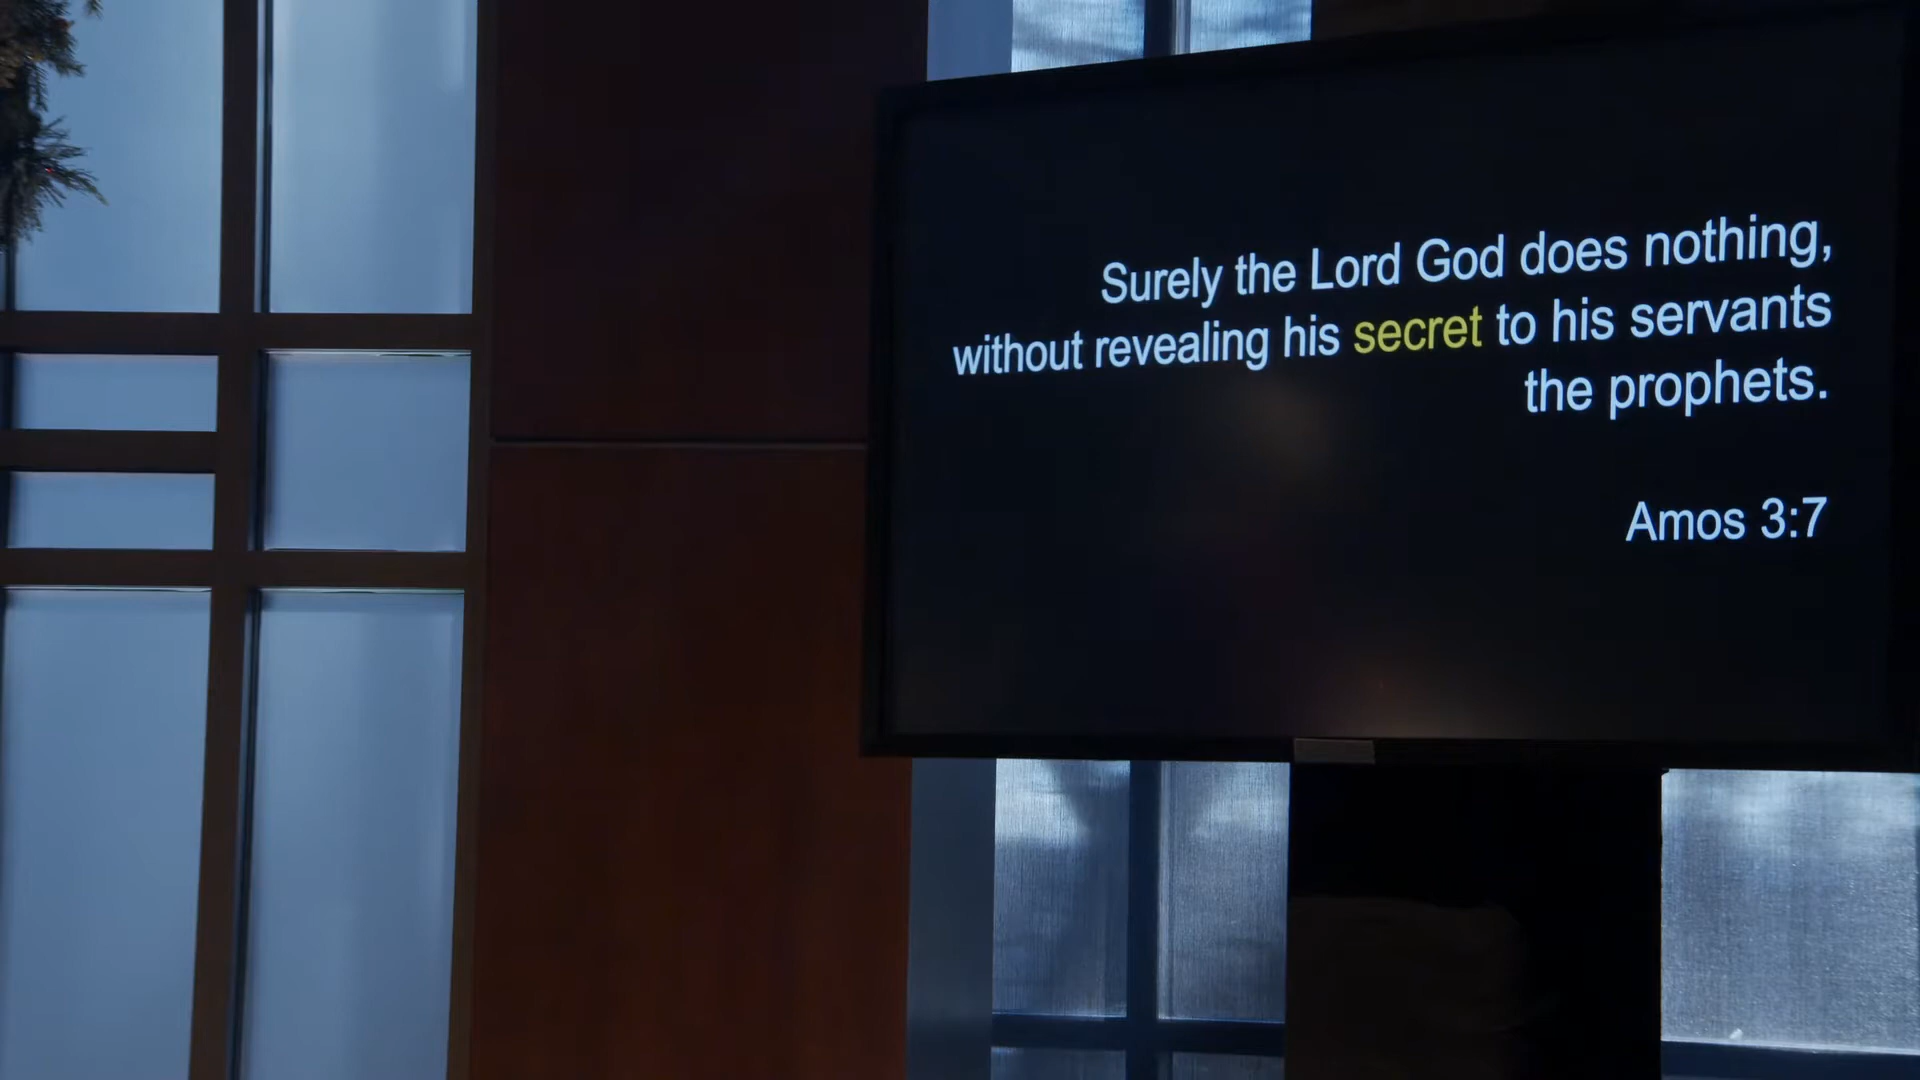 Surely the Lord God does nothing,
without revealing his secret to his servants
the prophets.
Amos 3:7